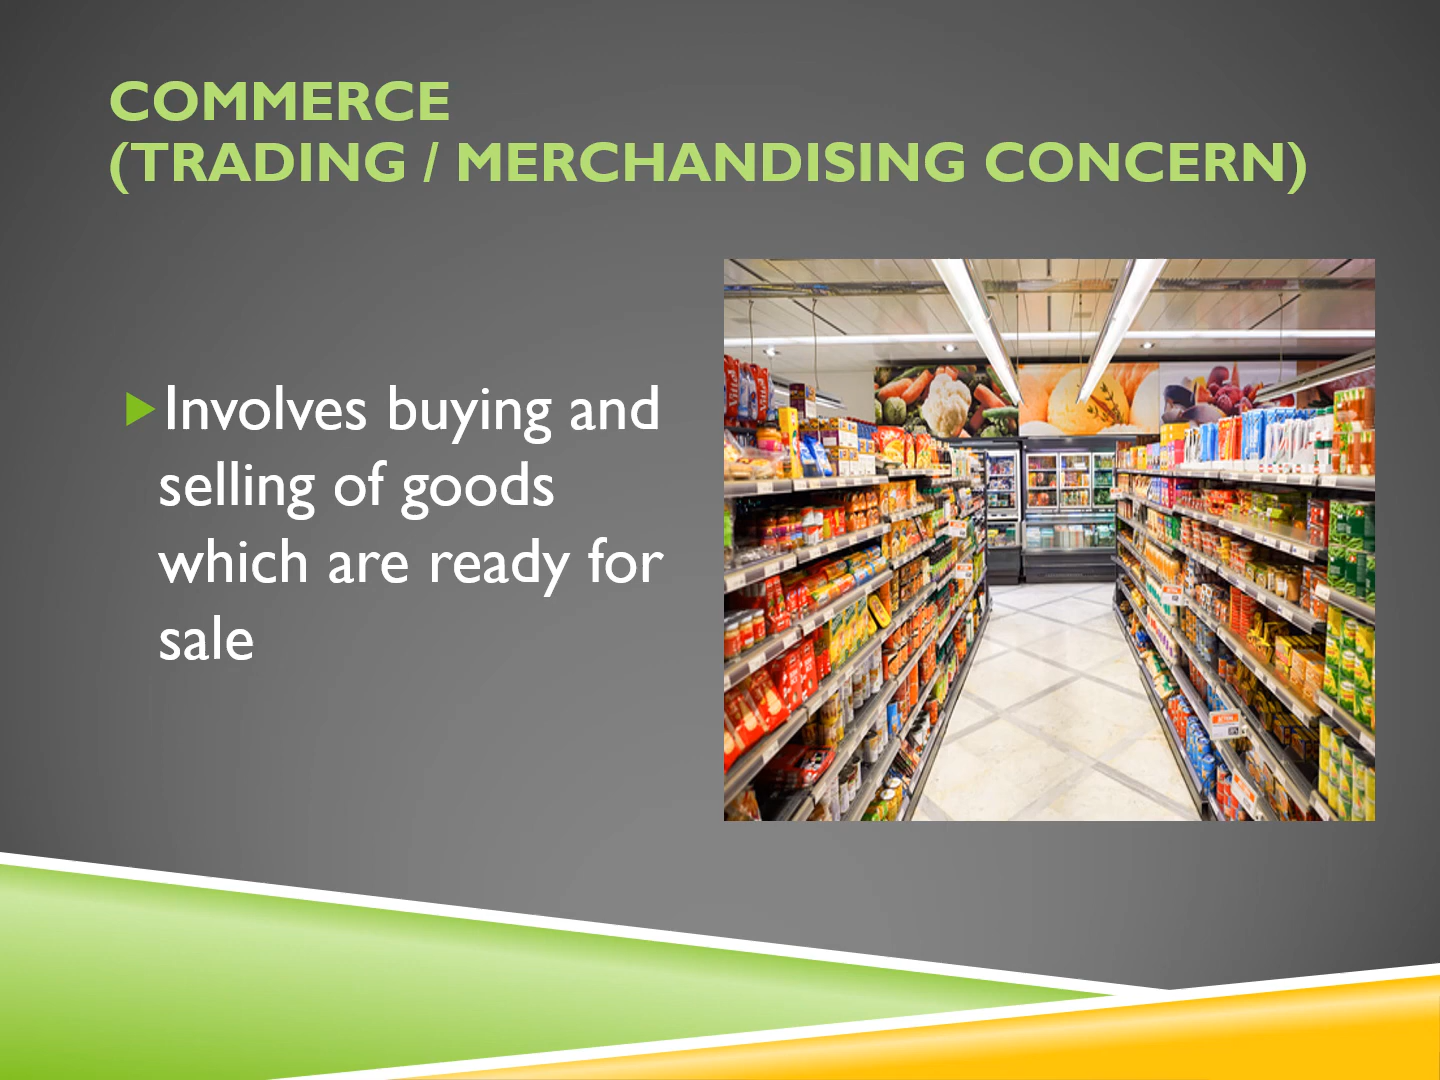 COMMERCE
(TRADING / MERCHANDISING CONCERN)
Involves buying and
selling of goods
which are ready for
sale